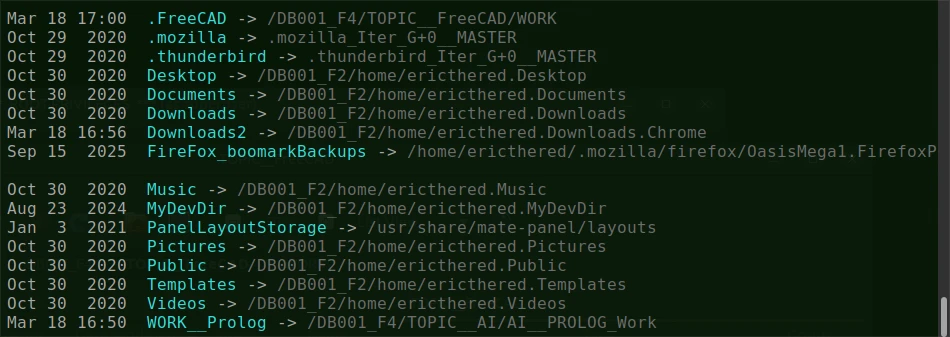 Mar 18 17:00  .FreeCAD -> /DB001_F4/TOPIC__FreeCAD/WORK
Oct 29  2020  .mozilla -> .mozilla_Iter_G+0__MASTER
Oct 29  2020  .thunderbird -> .thunderbird_Iter_G+0__MASTER
Oct 30  2020  Desktop -> /DB001_F2/home/ericthered.Desktop
Oct 30  2020  Documents -> /DB001_F2/home/ericthered.Documents
Oct 30  2020  Downloads -> /DB001_F2/home/ericthered.Downloads
Mar 18 16:56  Downloads2 -> /DB001_F2/home/ericthered.Downloads.Chrome
Sep 15  2025  FireFox_boomarkBackups -> /home/ericthered/.mozilla/firefox/OasisMega1.FirefoxP
Oct 30  2020  Music -> /DB001_F2/home/ericthered.Music
Aug 23  2024  MyDevDir -> /DB001_F2/home/ericthered.MyDevDir
Jan  3  2021  PanelLayoutStorage -> /usr/share/mate-panel/layouts
Oct 30  2020  Pictures -> /DB001_F2/home/ericthered.Pictures
Oct 30  2020  Public -> /DB001_F2/home/ericthered.Public
Oct 30  2020  Templates -> /DB001_F2/home/ericthered.Templates
Oct 30  2020  Videos -> /DB001_F2/home/ericthered.Videos
Mar 18 16:50  WORK__Prolog -> /DB001_F4/TOPIC__AI/AI__PROLOG_Work